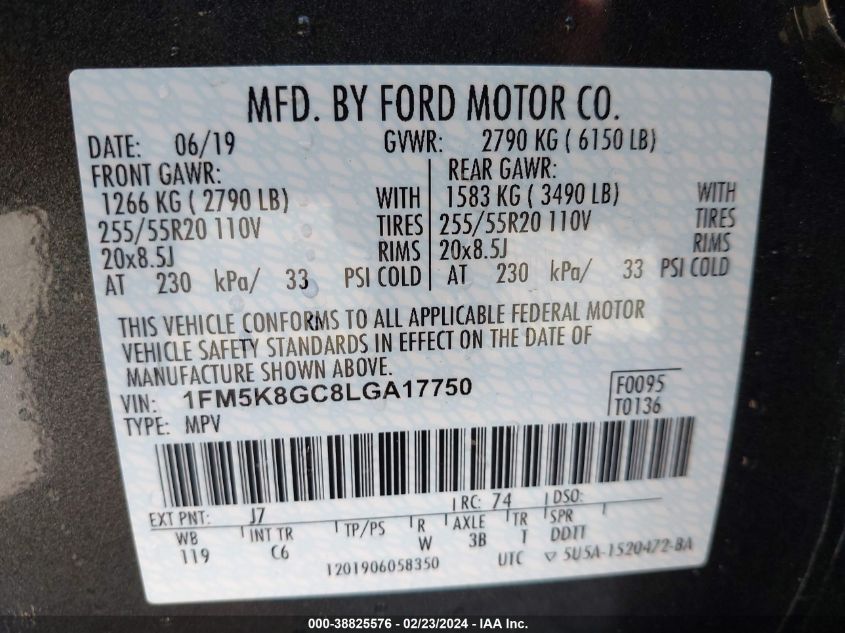 MFD. BY FORD MOTOR CO.
DATE: 06/19 GVWR: 2790 KG ( 6150 LB)
FRONT GAWR: REAR GAWR:
1266 KG ( 2790 LB) WITH 1583 KG ( 3490 LB) WITH
255/55R20 110V TIRES 255/55R20 110V TIRES
20x8.5J RIMS 20x8.5J RIMS
AT 230 kPa/ 33 PSI COLD AT 230 kPa/ 33 PSI COLD
THIS VEHICLE CONFORMS TO ALL APPLICABLE FEDERAL MOTOR
VEHICLE SAFETY STANDARDS IN EFFECT ON THE DATE OF
MANUFACTURE SHOWN ABOVE.
VIN: 1FM5K8GC8LGA17750 F0095
TYPE: MPV T0136
EXT PNT: J7 RC: 74 DSO:
WB INT TR TP/PS R AXLE TR SPR
119 C6 W 3B 1 DDTT
1201906058350 UTC ▽ 5U5A-1520472-BA
000-38825576 - 02/23/2024 - IAA Inc.